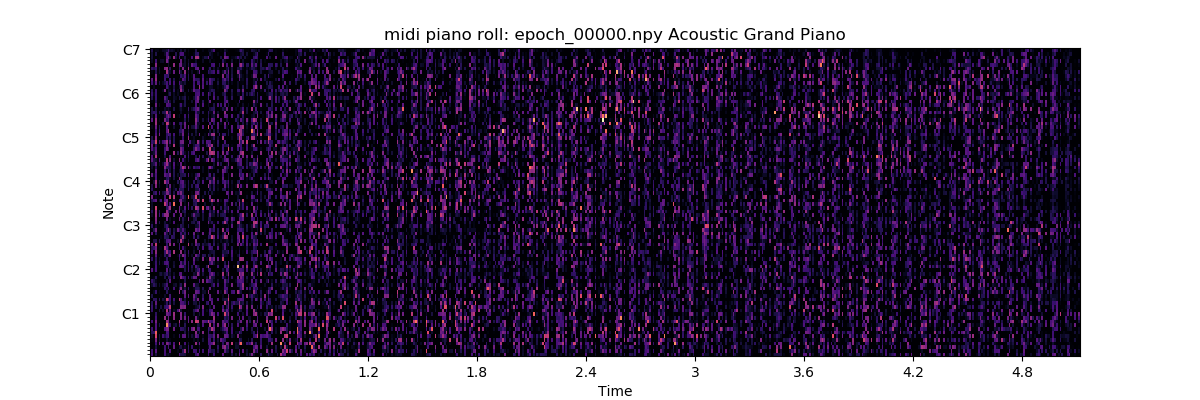 midi piano roll: epoch_00000.npy Acoustic Grand Piano
C7
C6
C5
C4
C3
C2
C1
Note
0 0.6 1.2 1.8 2.4 3 3.6 4.2 4.8
Time